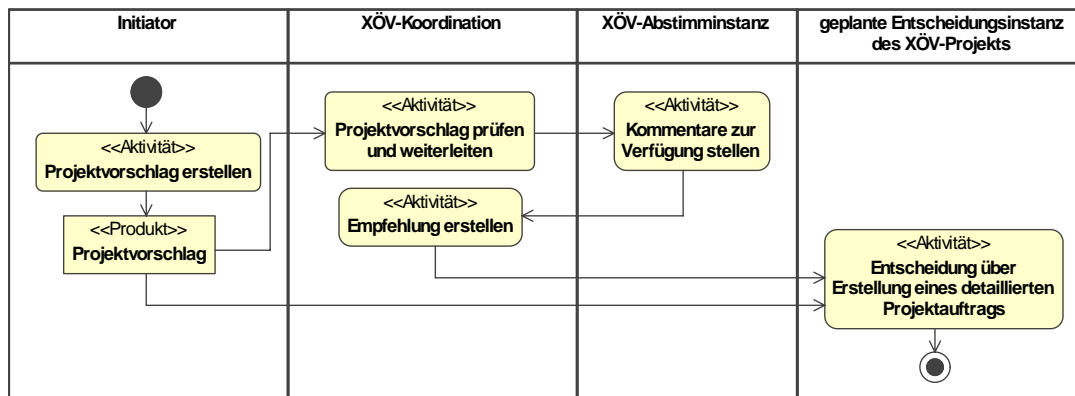 Initiator
XÖV-Koordination
XÖV-Abstimminstanz
geplante Entscheidungsinstanz
des XÖV-Projekts
<<Aktivität>>
Projektvorschlag erstellen
<<Produkt>>
Projektvorschlag
<<Aktivität>>
Projektvorschlag prüfen
und weiterleiten
<<Aktivität>>
Kommentare zur
Verfügung stellen
<<Aktivität>>
Empfehlung erstellen
<<Aktivität>>
Entscheidung über
Erstellung eines detaillierten
Projektauftrags